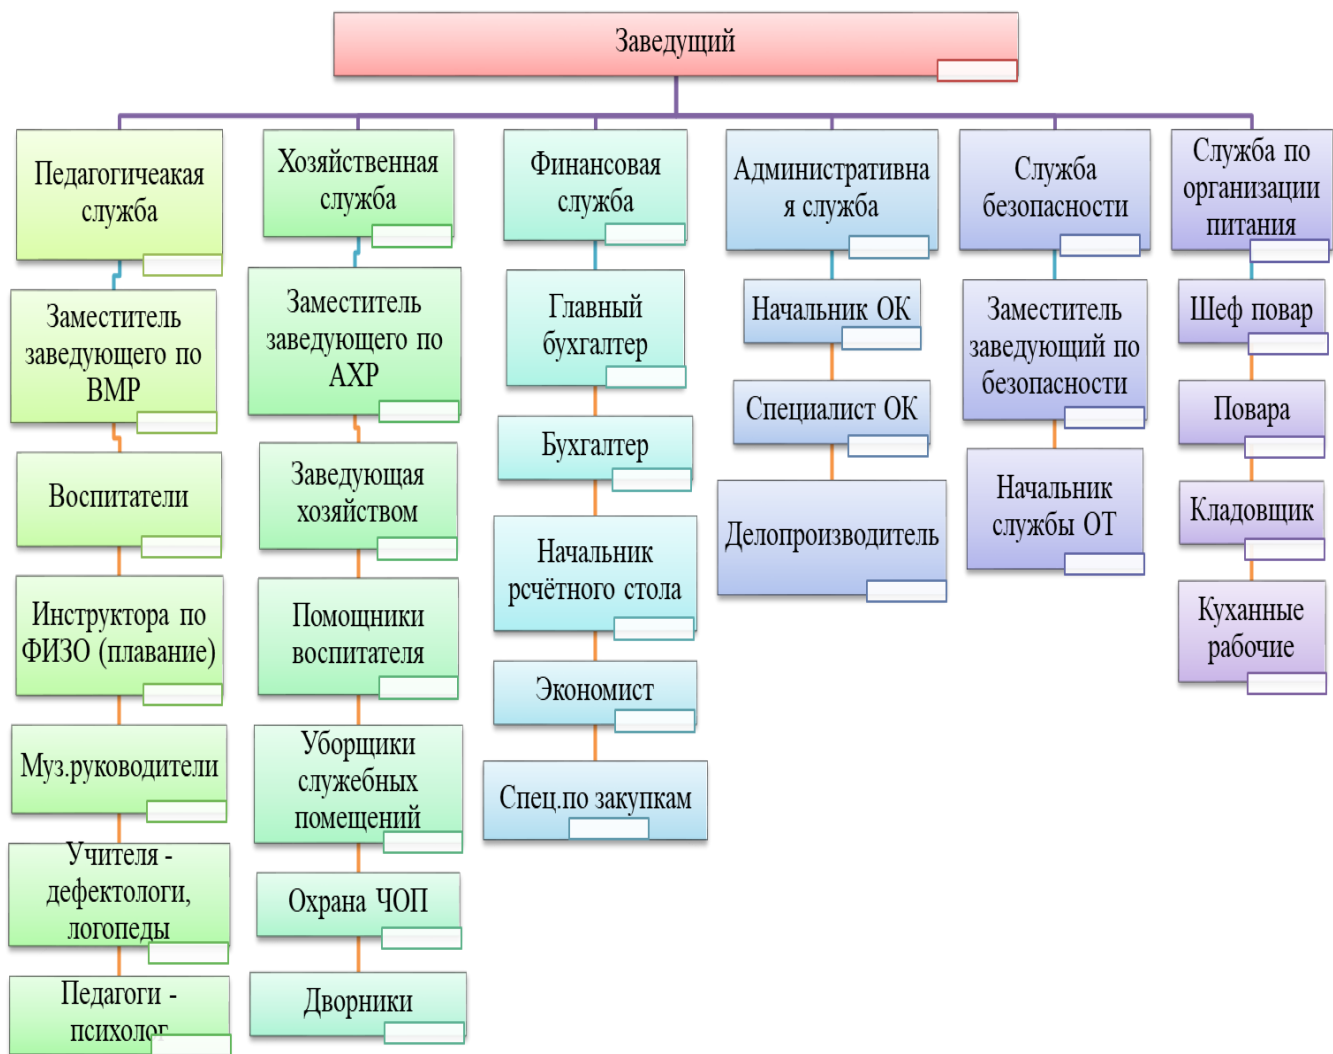 Заведущий
Педагогичеакая
служба
Заместитель
заведующего по
ВМР
Воспитатели
Инструктора по
ФИЗО (плавание)
Муз.руководители
Учителя -
дефектологи,
логопеды
Педагоги -
психолог
Хозяйственная
служба
Заместитель
заведующего по
АХР
Заведующая
хозяйством
Помощники
воспитателя
Уборщики
служебных
помещений
Охрана ЧОП
Дворники
Финансовая
служба
Главный
бухгалтер
Бухгалтер
Начальник
рсчётного стола
Экономист
Спец.по закупкам
Административна
я служба
Начальник ОК
Специалист ОК
Делопроизводитель
Служба
безопасности
Заместитель
заведующий по
безопасности
Начальник
службы ОТ
Служба по
организации
питания
Шеф повар
Повара
Кладовщик
Куханные
рабочие